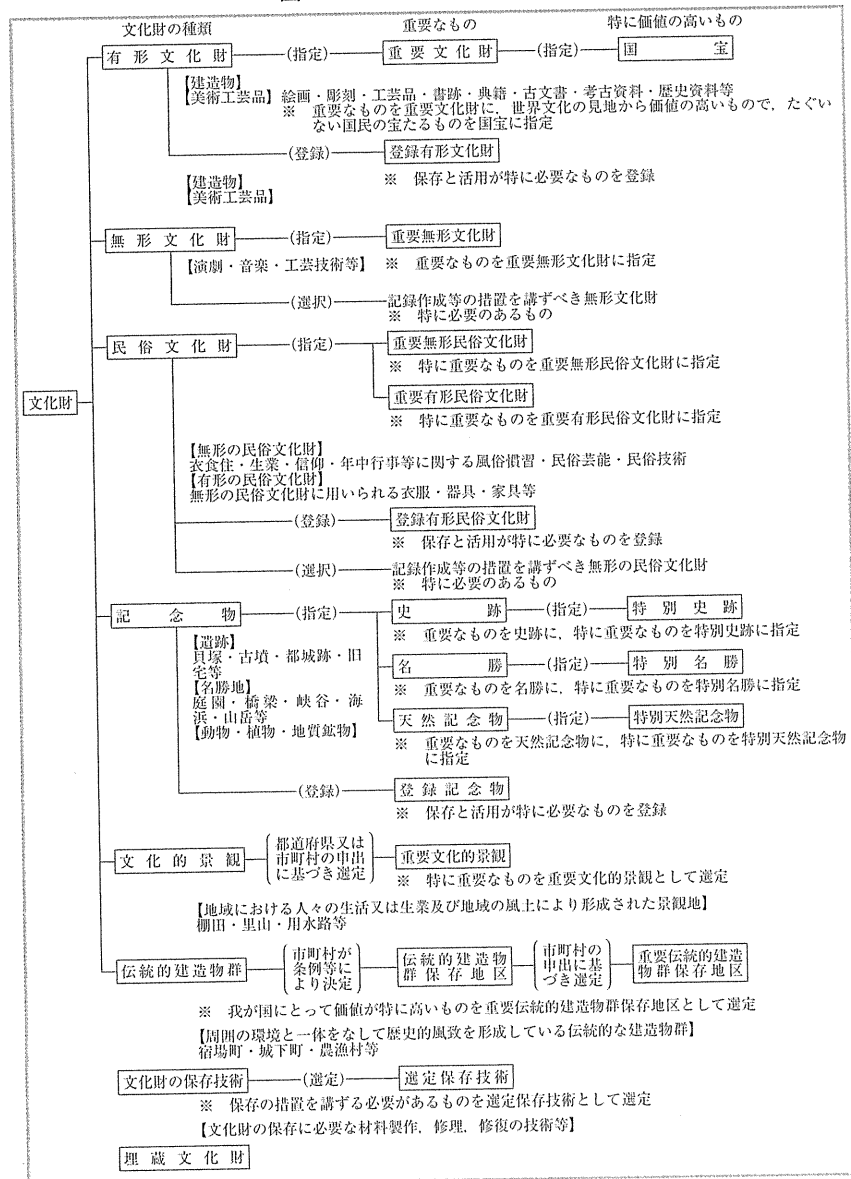 文化財の種類 重要なもの 特に価値の高いもの
有形文化財 (指定) 重要文化財 (指定) 国宝
【建造物】
【美術工芸品】絵画・彫刻・工芸品・書跡・典籍・古文書・考古資料・歴史資料等
※ 重要なものを重要文化財に，世界文化の見地から価値の高いもので，たぐい
ない国民の宝たるものを国宝に指定
(登録) 登録有形文化財
【建造物】 ※ 保存と活用が特に必要なものを登録
【美術工芸品】
無形文化財 (指定) 重要無形文化財
【演劇・音楽・工芸技術等】 ※ 重要なものを重要無形文化財に指定
(選択) 記録作成等の措置を講ずべき無形文化財
※ 特に必要のあるもの
民俗文化財 (指定) 重要無形民俗文化財
※ 特に重要なものを重要無形民俗文化財に指定
文化財
重要有形民俗文化財
※ 特に重要なものを重要有形民俗文化財に指定
【無形の民俗文化財】
衣食住・生業・信仰・年中行事等に関する風俗慣習・民俗芸能・民俗技術
【有形の民俗文化財】
無形の民俗文化財に用いられる衣服・器具・家具等
(登録) 登録有形民俗文化財
※ 保存と活用が特に必要なものを登録
(選択) 記録作成等の措置を講ずべき無形の民俗文化財
※ 特に必要のあるもの
記念物 (指定) 史跡 (指定) 特別史跡
※ 重要なものを史跡に，特に重要なものを特別史跡に指定
【遺跡】
貝塚・古墳・都城跡・旧
宅等
【名勝地】
庭園・橋梁・峡谷・海
浜・山岳等
【動物・植物・地質鉱物】
名勝 (指定) 特別名勝
※ 重要なものを名勝に，特に重要なものを特別名勝に指定
天然記念物 (指定) 特別天然記念物
※ 重要なものを天然記念物に，特に重要なものを特別天然記念物
に指定
(登録) 登録記念物
※ 保存と活用が特に必要なものを登録
文化的景観
都道府県又は
市町村の申出
に基づき選定
重要文化的景観
※ 特に重要なものを重要文化的景観として選定
【地域における人々の生活又は生業及び地域の風土により形成された景観地】
棚田・里山・用水路等
伝統的建造物群
市町村が
条例等に
より決定
伝統的建造物
群保存地区
市町村の
申出に基
づき選定
重要伝統的建造
物群保存地区
※ 我が国にとって価値が特に高いものを重要伝統的建造物群保存地区として選定
【周囲の環境と一体をなして歴史的風致を形成している伝統的な建造物群】
宿場町・城下町・農漁村等
文化財の保存技術 (選定) 選定保存技術
※ 保存の措置を講ずる必要があるものを選定保存技術として選定
【文化財の保存に必要な材料製作，修理，修復の技術等】
埋蔵文化財